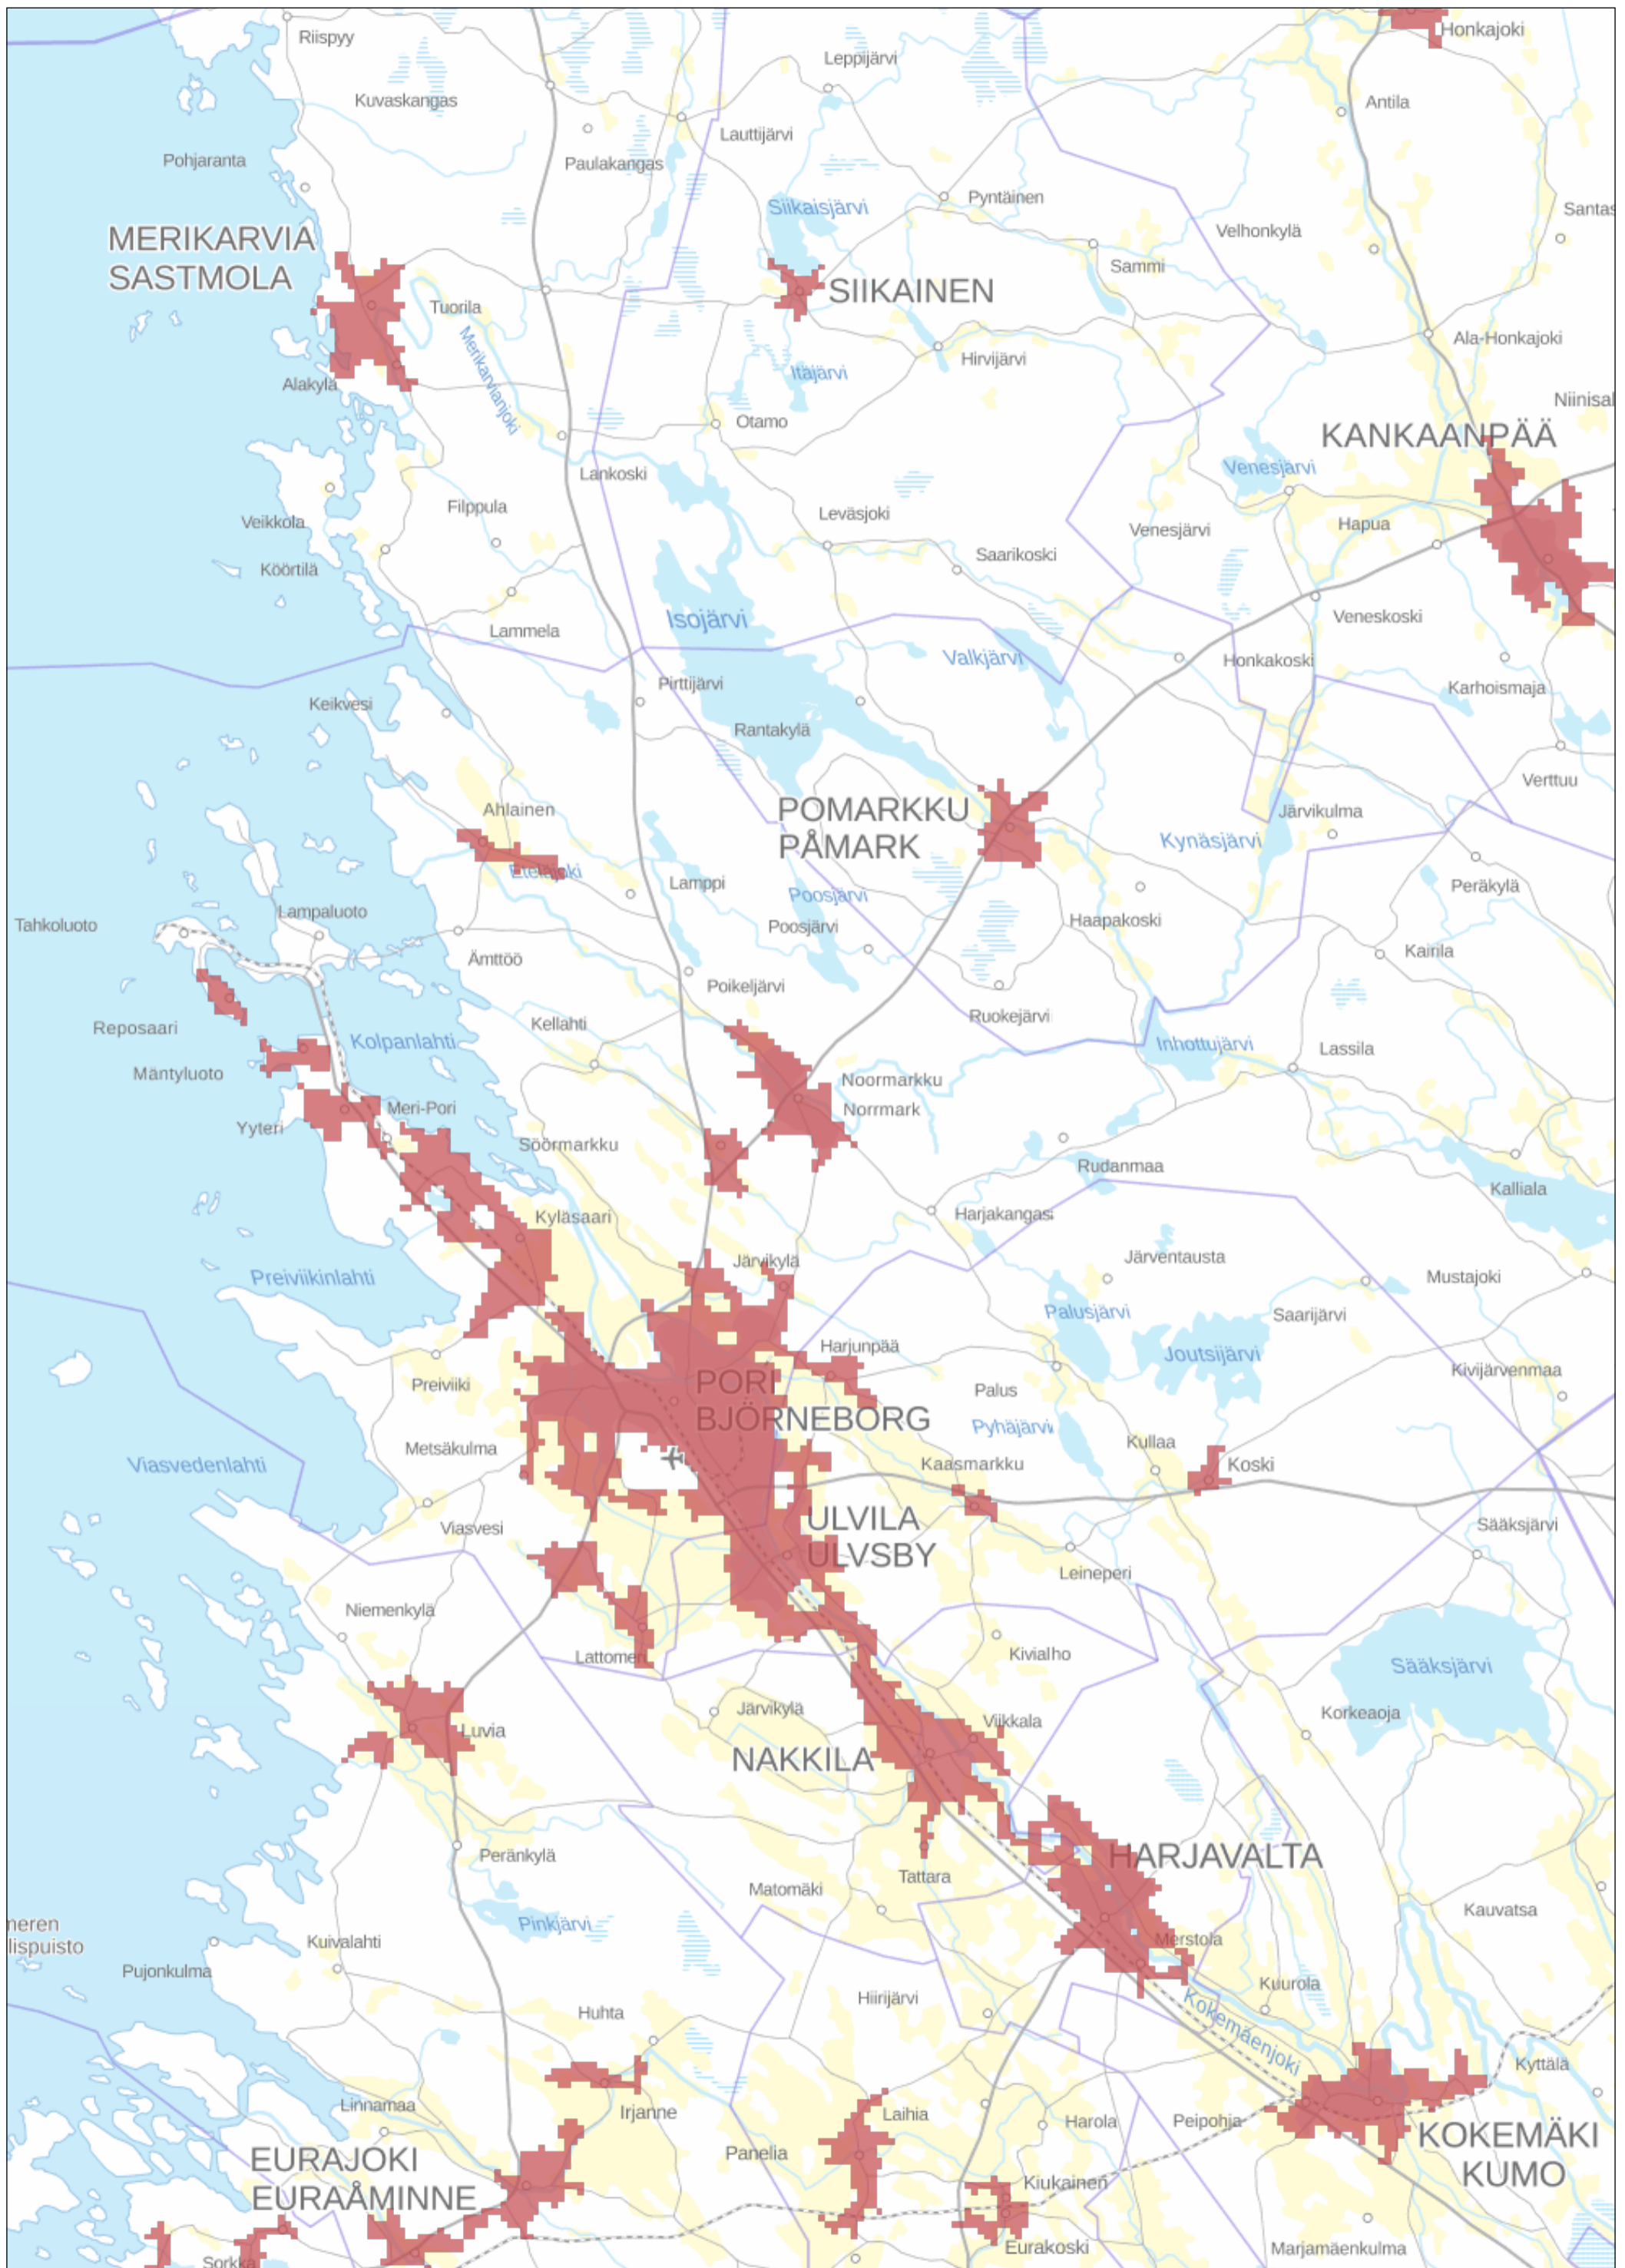 Riispyy
Honkajoki
Leppijärvi
Kuvaskangas
Antila
Lauttijärvi
Pohjaranta
Paulakangas
Pyntäinen
Siikaisjärvi
Santas
Velhonkylä
MERIKARVIA
SASTMOLA
Sammi
SIIKAINEN
Tuorila
Merikarvianjoki
Ala-Honkajoki
Hirvijärvi
Itäjärvi
Alakylä
Niinisal
Otamo
KANKAANPÄÄ
Venesjärvi
Lankoski
Filppula
Leväsjoki
Veikkola
Hapua
Venesjärvi
Saarikoski
Köörtilä
Isojärvi
Veneskoski
Lammela
Valkjärvi
Honkakoski
Pirttijärvi
Karhoismaja
Keikvesi
Rantakylä
Verttuu
Ahlainen
POMARKKU
PÅMARK
Järvikulma
Kynäsjärvi
Eteläjoki
Lamppi
Poosjärvi
Peräkylä
Lampaluoto
Haapakoski
Tahkoluoto
Poosjärvi
Kairila
Ämttöö
Poikeljärvi
Ruokejärvi
Kellahti
Reposaari
Kolpanlahti
Inhottujärvi
Lassila
Mäntyluoto
Noormarkku
Norrmark
Meri-Pori
Yyteri
Söörmarkku
Rudanmaa
Kalliala
Kyläsaari
Harjakangas
Järvikylä
Järventausta
Preiviikinlahti
Mustajoki
Palusjärvi
Saarijärvi
Harjunpää
Joutsijärvi
Kivijärvenmaa
Preiviiki
PORI
BJÖRNEBORG
Palus
Pyhäjärvi
Metsäkulma
Kullaa
Viasvedenlahti
Kaasmarkku
Koski
ULVILA
ULVSBY
Viasvesi
Sääksjärvi
Leineperi
Niemenkylä
Lattomeri
Kivialho
Sääksjärvi
Järvikylä
Korkeaoja
Viikkala
Luvia
NAKKILA
Peränkylä
HARJAVALTA
Tattara
Matomäki
Kauvatsa
neren
lispuisto
Pinkjärvi
Kuivalahti
Merstola
Pujonkulma
Kuurola
Hiirijärvi
Huhta
Kokemäenjoki
Kyttälä
Linnamaa
Irjanne
Laihia
Harola
Peipohja
KOKEMÄKI
KUMO
Panelia
EURAJOKI
EURAÅMINNE
Kiukainen
Eurakoski
Marjamäenkulma
Sorkka